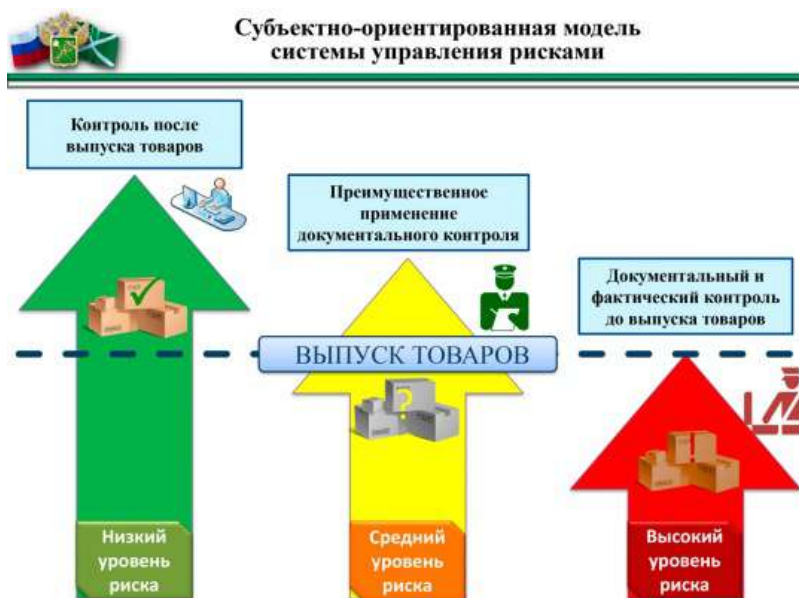 Субъектно-ориентированная модель
системы управления рисками
Контроль после
выпуска товаров
Преимущественное
применение
документального контроля
Документальный и
фактический контроль
до выпуска товаров
ВЫПУСК ТОВАРОВ
?
Низкий
уровень
риска
Средний
уровень
риска
Высокий
уровень
риска